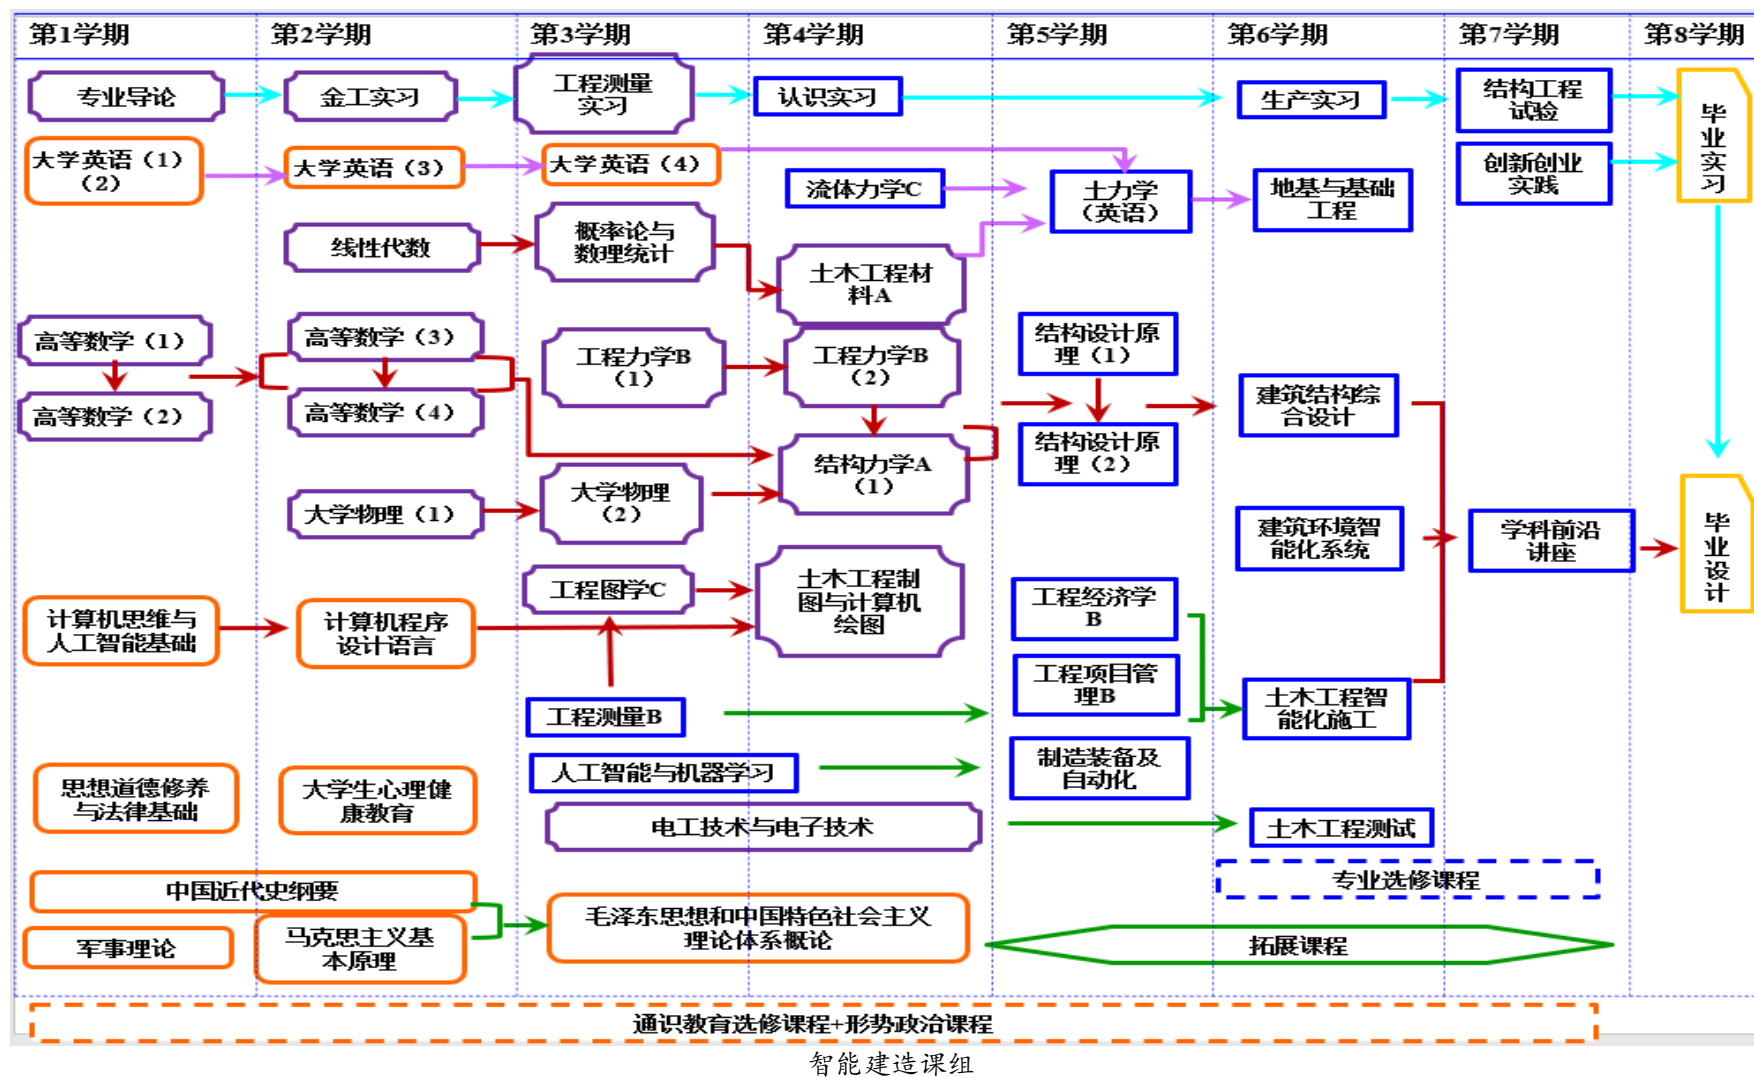 第1学期
第2学期
第3学期
第4学期
第5学期
第6学期
第7学期
第8学期
专业导论
金工实习
工程测量
实习
认识实习
生产实习
结构工程
试验
毕
业
实
习
大学英语（1）
（2）
大学英语（3）
大学英语（4）
流体力学C
土力学
（英语）
地基与基础
工程
创新创业
实践
线性代数
概率论与
数理统计
土木工程材
料A
高等数学（1）
高等数学（2）
高等数学（3）
高等数学（4）
工程力学B
（1）
工程力学B
（2）
结构设计原
理（1）
结构设计原
理（2）
建筑结构综
合设计
大学物理（1）
大学物理
（2）
结构力学A
（1）
建筑环境智
能化系统
学科前沿
讲座
毕
业
设
计
计算机思维与
人工智能基础
计算机程序
设计语言
工程图学C
土木工程制
图与计算机
绘图
工程经济学
B
工程项目管
理B
土木工程智
能化施工
工程测量B
人工智能与机器学习
制造装备及
自动化
思想道德修养
与法律基础
大学生心理健
康教育
电工技术与电子技术
土木工程测试
专业选修课程
中国近代史纲要
军事理论
马克思主义基
本原理
毛泽东思想和中国特色社会主义
理论体系概论
拓展课程
通识教育选修课程+形势政治课程
智能建造课组